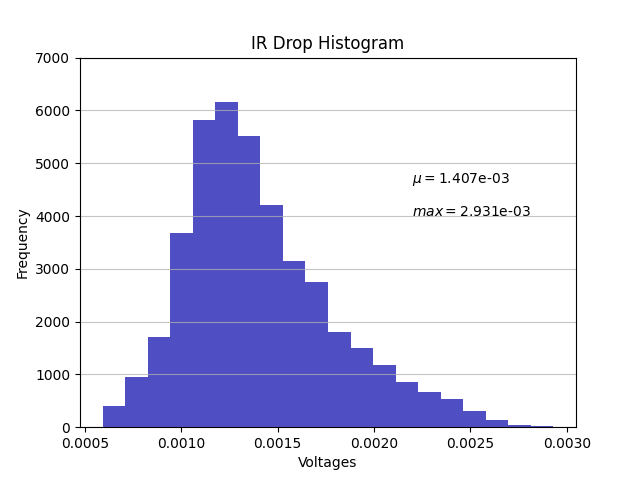 IR Drop Histogram
7000
6000
5000
4000
3000
2000
1000
0
Frequency
μ = 1.407e-03
max = 2.931e-03
0.0005 0.0010 0.0015 0.0020 0.0025 0.0030
Voltages